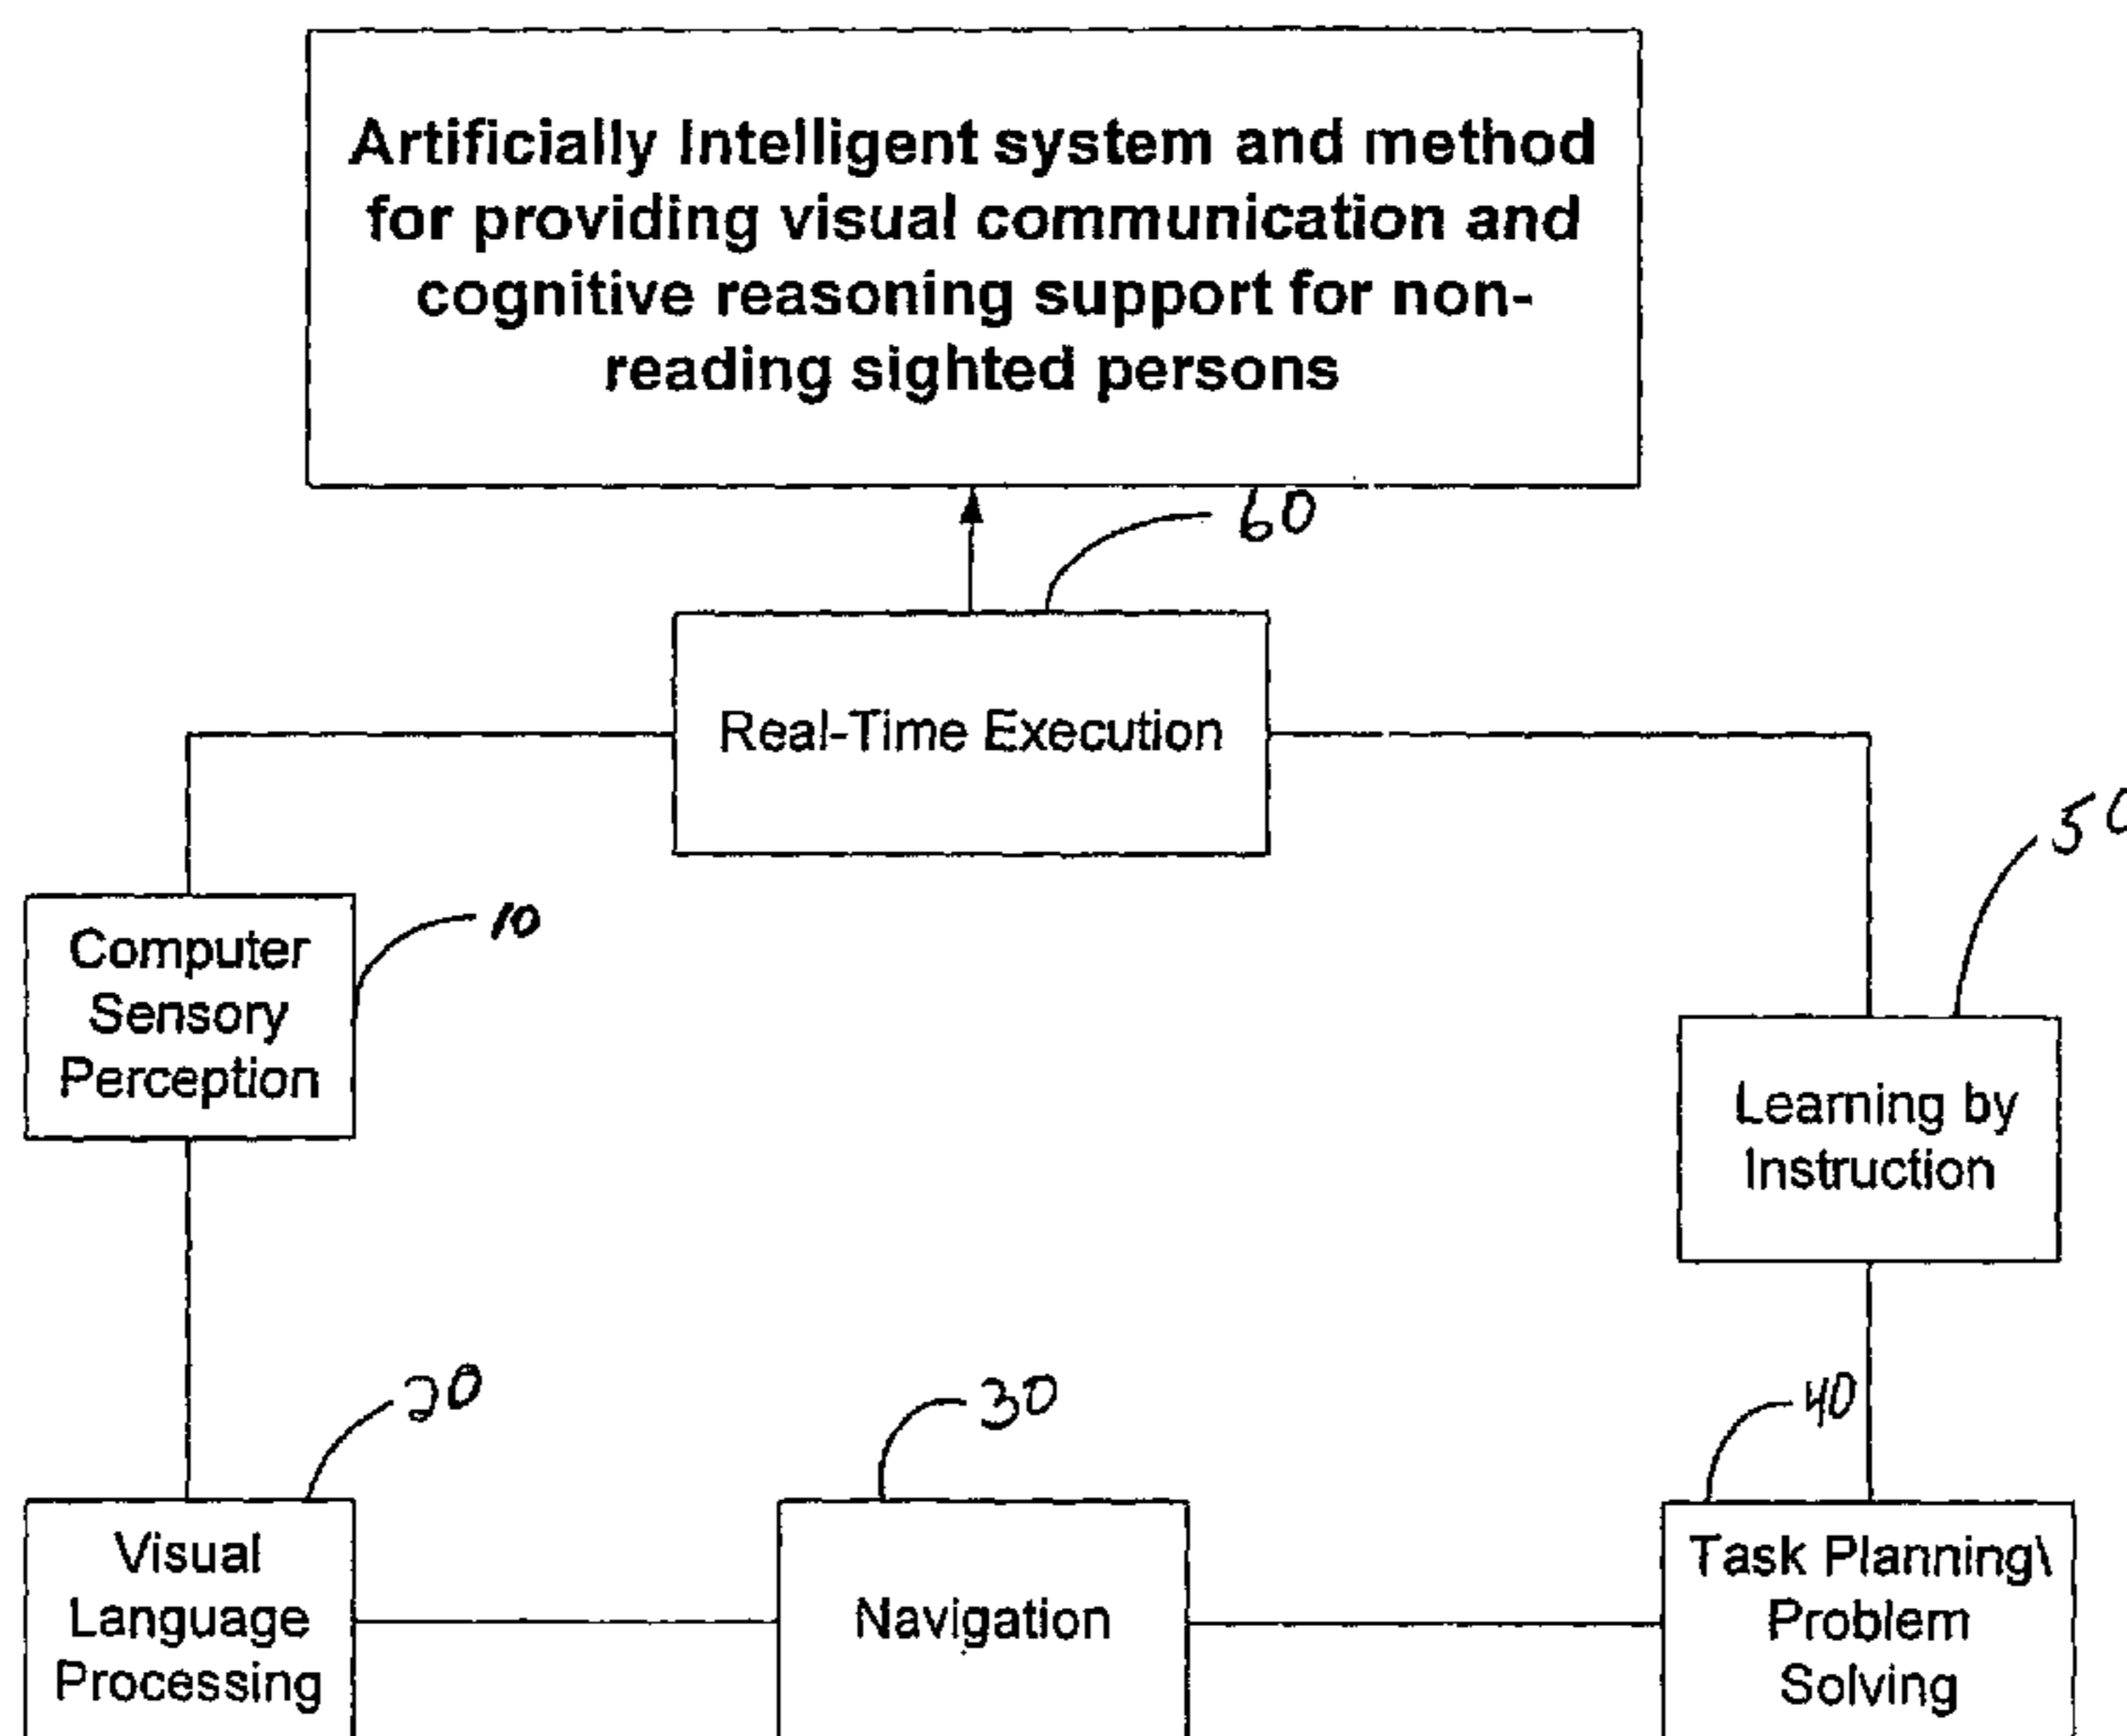 Artificially Intelligent system and method
for providing visual communication and
cognitive reasoning support for non-
reading sighted persons
60
Real-Time Execution
50
10
Computer
Sensory
Perception
Learning by
Instruction
20
30
40
Visual
Language
Processing
Navigation
Task Planning\
Problem
Solving